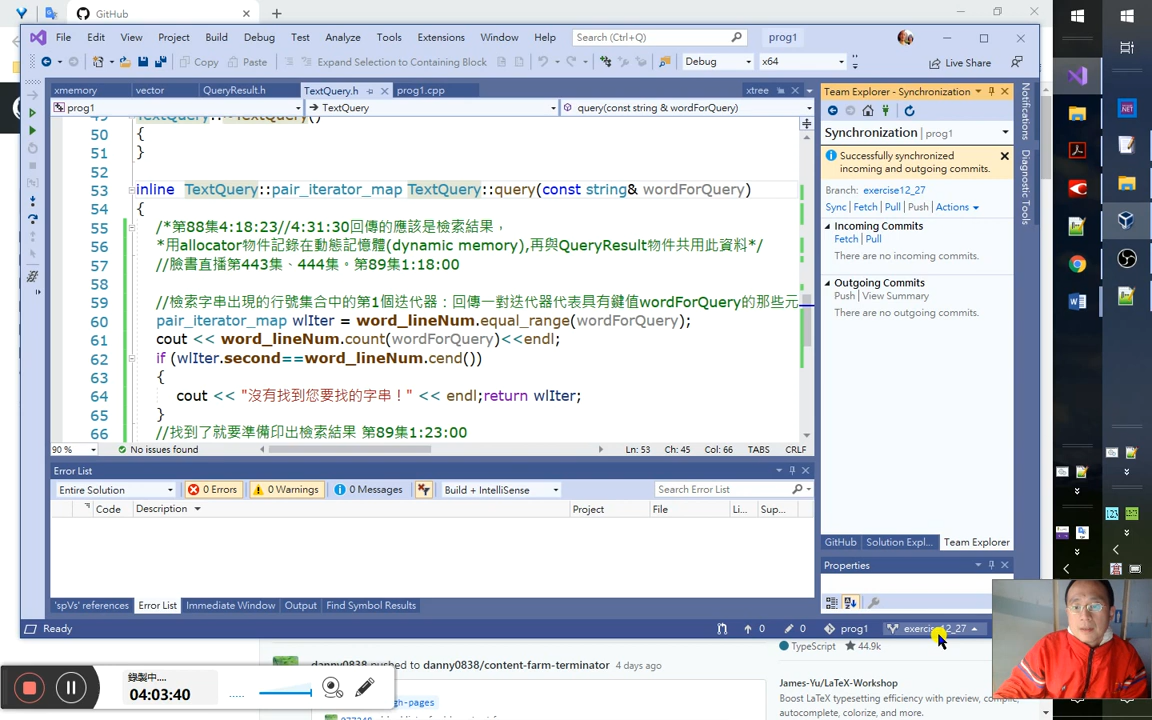 GitHub
File Edit View Project Build Debug Test Analyze Tools Extensions Window Help Search (Ctrl+Q) prog1
Copy Paste Expand Selection to Containing Block Debug x64 Live Share
xmemory vector QueryResult.h TextQuery.h prog1.cpp xtree
prog1 TextQuery query(const string & wordForQuery)
50 {
51 }
52
53 inline TextQuery::pair_iterator_map TextQuery::query(const string& wordForQuery)
54 {
55 /*第88集4:18:23//4:31:30回傳的應該是檢索結果，
56 *用allocator物件記錄在動態記憶體(dynamic memory),再與QueryResult物件共用此資料*/
57 //臉書直播第443集、444集。第89集1:18:00
58
59 //檢索字串出現的行號集合中的第1個迭代器：回傳一對迭代器代表具有鍵值wordForQuery的那些元
60 pair_iterator_map wlIter = word_lineNum.equal_range(wordForQuery);
61 cout << word_lineNum.count(wordForQuery)<<endl;
62 if (wlIter.second==word_lineNum.cend())
63 {
64 cout << "沒有找到您要找的字串！" << endl;return wlIter;
65 }
66 //找到了就要準備印出檢索結果 第89集1:23:00
90 % No issues found Ln: 53 Ch: 45 Col: 66 TABS CRLF
Error List
Entire Solution 0 Errors 0 Warnings 0 Messages Build + IntelliSense Search Error List
Code Description Project File Li... Sup...
'spVs' references Error List Immediate Window Output Find Symbol Results
Team Explorer - Synchronization
Synchronization | prog1
Successfully synchronized
incoming and outgoing commits.
Branch: exercise12_27
Sync | Fetch | Pull | Push | Actions
Incoming Commits
Fetch | Pull
There are no incoming commits.
Outgoing Commits
Push | View Summary
There are no outgoing commits.
GitHub Solution Expl... Team Explorer
Properties
Notifications
Diagnostic Tools
Ready 0 0 prog1 exercise12_27
danny0838 pushed to danny0838/content-farm-terminator 4 days ago
gh-pages
TypeScript 44.9k
James-Yu/LaTeX-Workshop
Boost LaTeX typesetting efficiency with preview, compile,
autocomplete, colorize, and more.
錄製中....
04:03:40